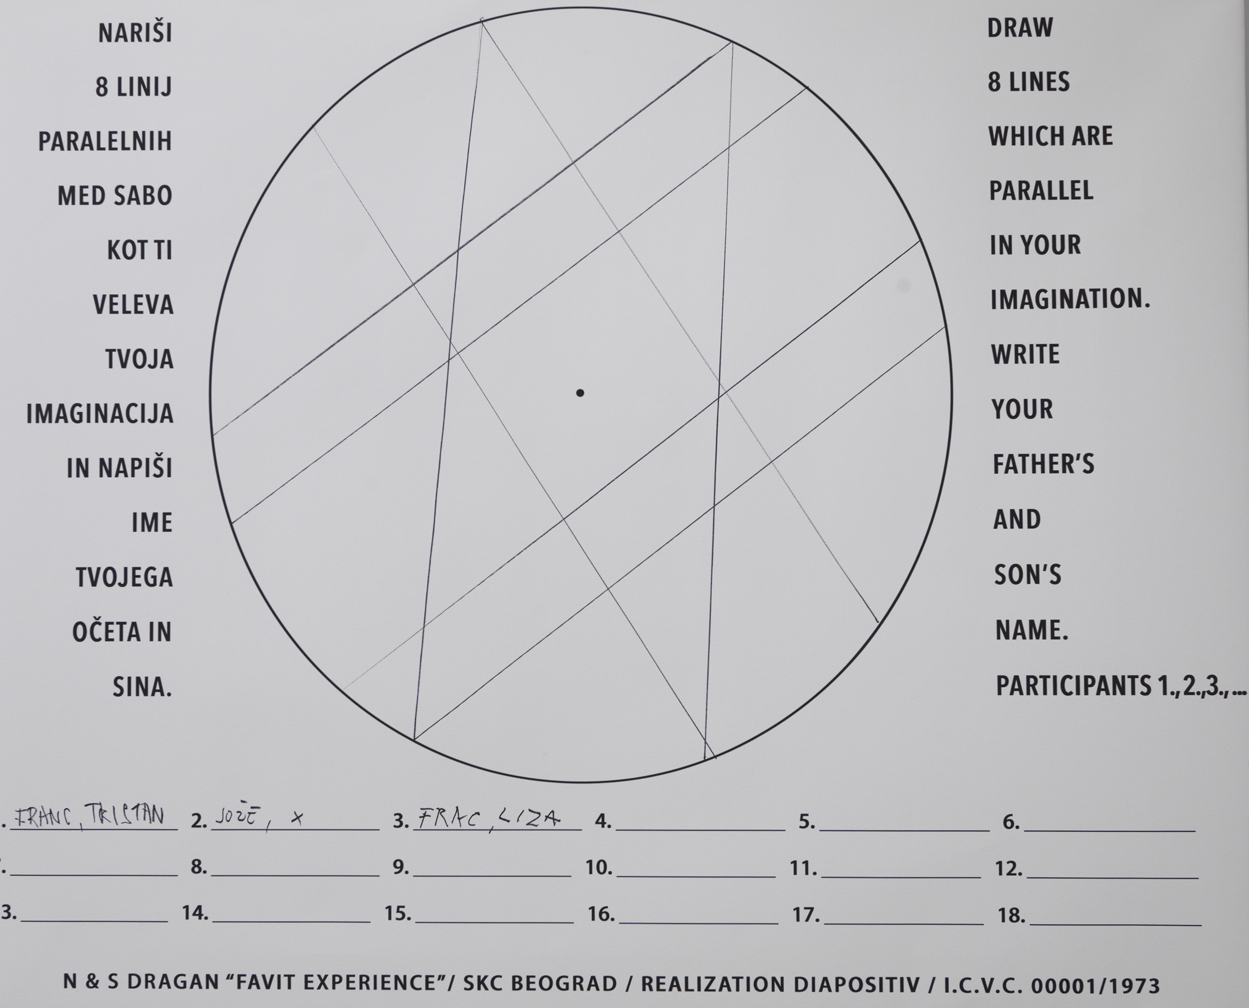 NARIŠI
8 LINIJ
PARALELNIH
MED SABO
KOT TI
VELEVA
TVOJA
IMAGINACIJA
IN NAPIŠI
IME
TVOJEGA
OČETA IN
SINA.
DRAW
8 LINES
WHICH ARE
PARALLEL
IN YOUR
IMAGINATION.
WRITE
YOUR
FATHER'S
AND
SON'S
NAME.
PARTICIPANTS 1.,2.,3.,...
. FRANC, TRISTAN 2. JOŽE, X 3. FRAC, LIZA 4. 5. 6.
. 8. 9. 10. 11. 12.
3. 14. 15. 16. 17. 18.
N & S DRAGAN “FAVIT EXPERIENCE”/ SKC BEOGRAD / REALIZATION DIAPOSITIV / I.C.V.C. 00001/1973